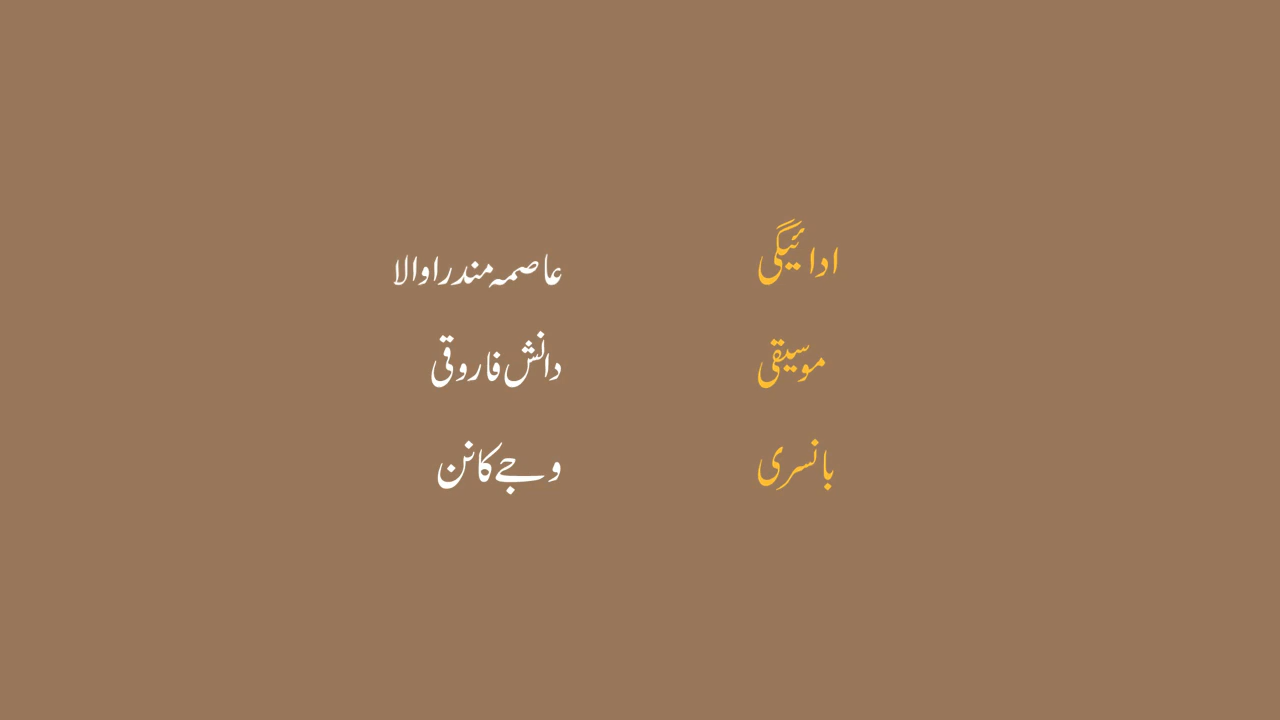 ادائیگی عاصمہ مندراوالا
موسیقی دانش فاروقی
بانسری وجے کانن